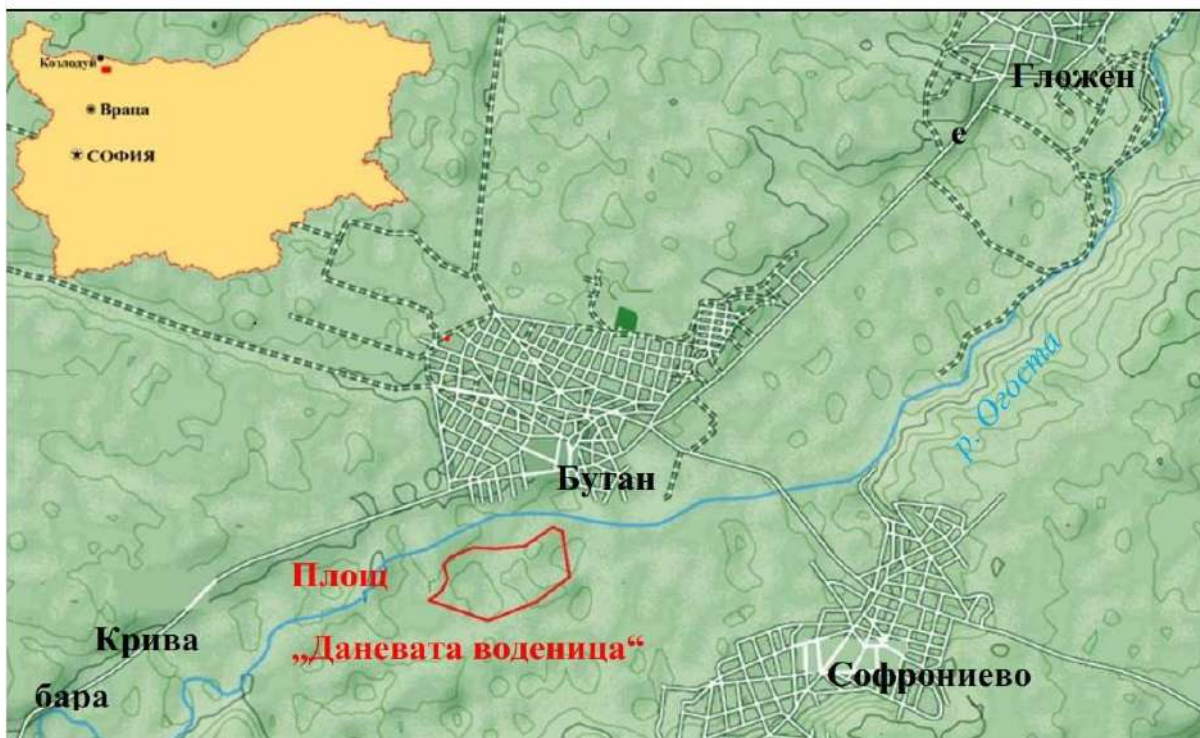 Козлодуй
Враца
СОФИЯ
Гложен
е
р. Огоста
Бутан
Площ
„Даневата воденица“
Крива
бара
Софрониево